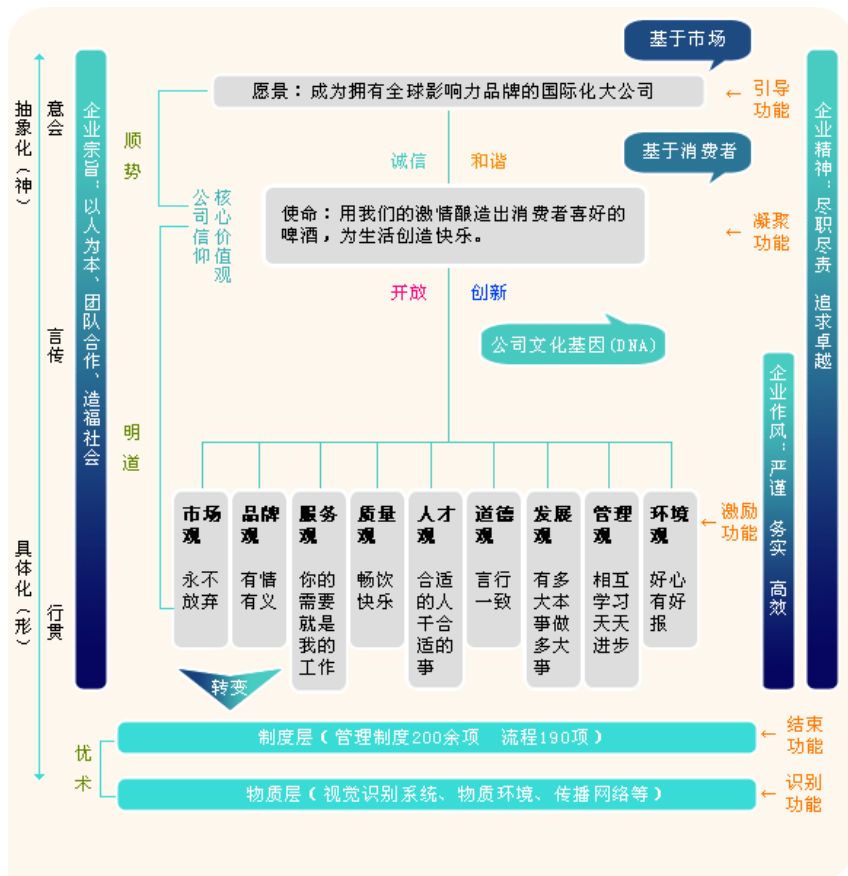 基于市场
愿景：成为拥有全球影响力品牌的国际化大公司
← 引导
功能
抽象化（神）
意会
企业宗旨：以人为本、团队合作、造福社会
顺
势
诚信
和谐
基于消费者
企业精神：尽职尽责 追求卓越
公司信仰
核心价值观
使命：用我们的激情酿造出消费者喜好的
啤酒，为生活创造快乐。
← 凝聚
功能
开放
创新
言传
公司文化基因(DNA)
企业作风：严谨 务实 高效
明
道
市场
观
永不
放弃
品牌
观
有情
有义
服务
观
你的
需要
就是
我的
工作
质量
观
畅饮
快乐
人才
观
合适
的人
干合
适的
事
道德
观
言行
一致
发展
观
有多
大本
事做
多大
事
管理
观
相互
学习
天天
进步
环境
观
好心
有好
报
← 激励
功能
具体化（形）
行贯
转变
优
术
制度层（管理制度200余项 流程190项）
← 结束
功能
物质层（视觉识别系统、物质环境、传播网络等）
← 识别
功能